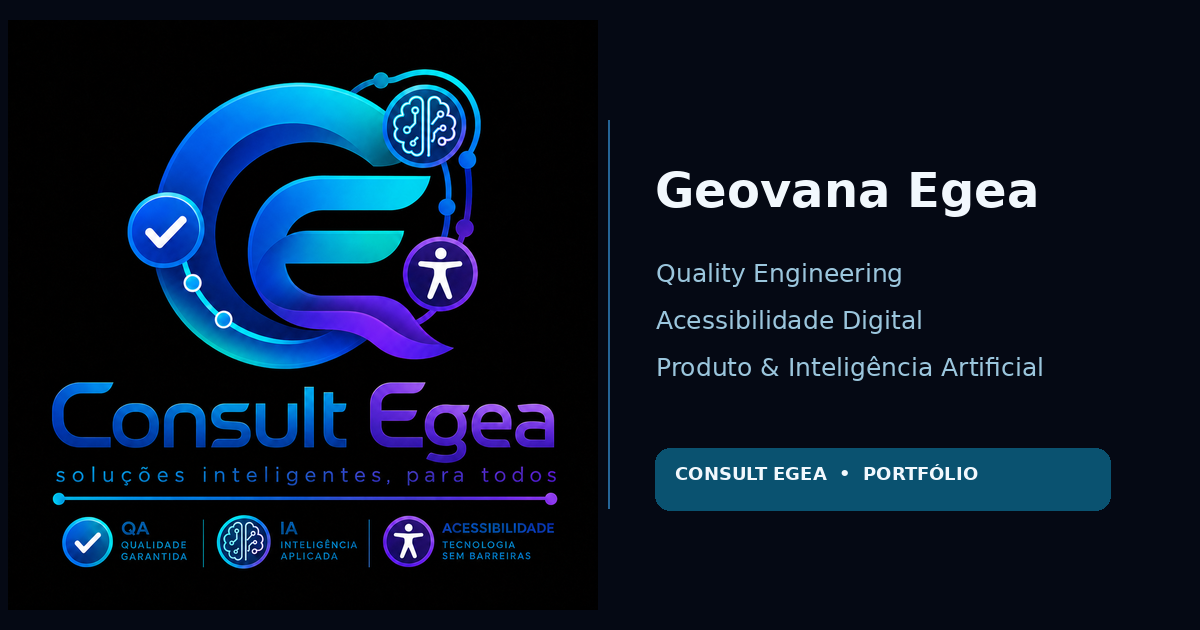 Consult Egea
soluções inteligentes, para todos
QA
QUALIDADE
GARANTIDA
IA
INTELIGÊNCIA
APLICADA
ACESSIBILIDADE
TECNOLOGIA
SEM BARREIRAS
Geovana Egea
Quality Engineering
Acessibilidade Digital
Produto & Inteligência Artificial
CONSULT EGEA • PORTFÓLIO